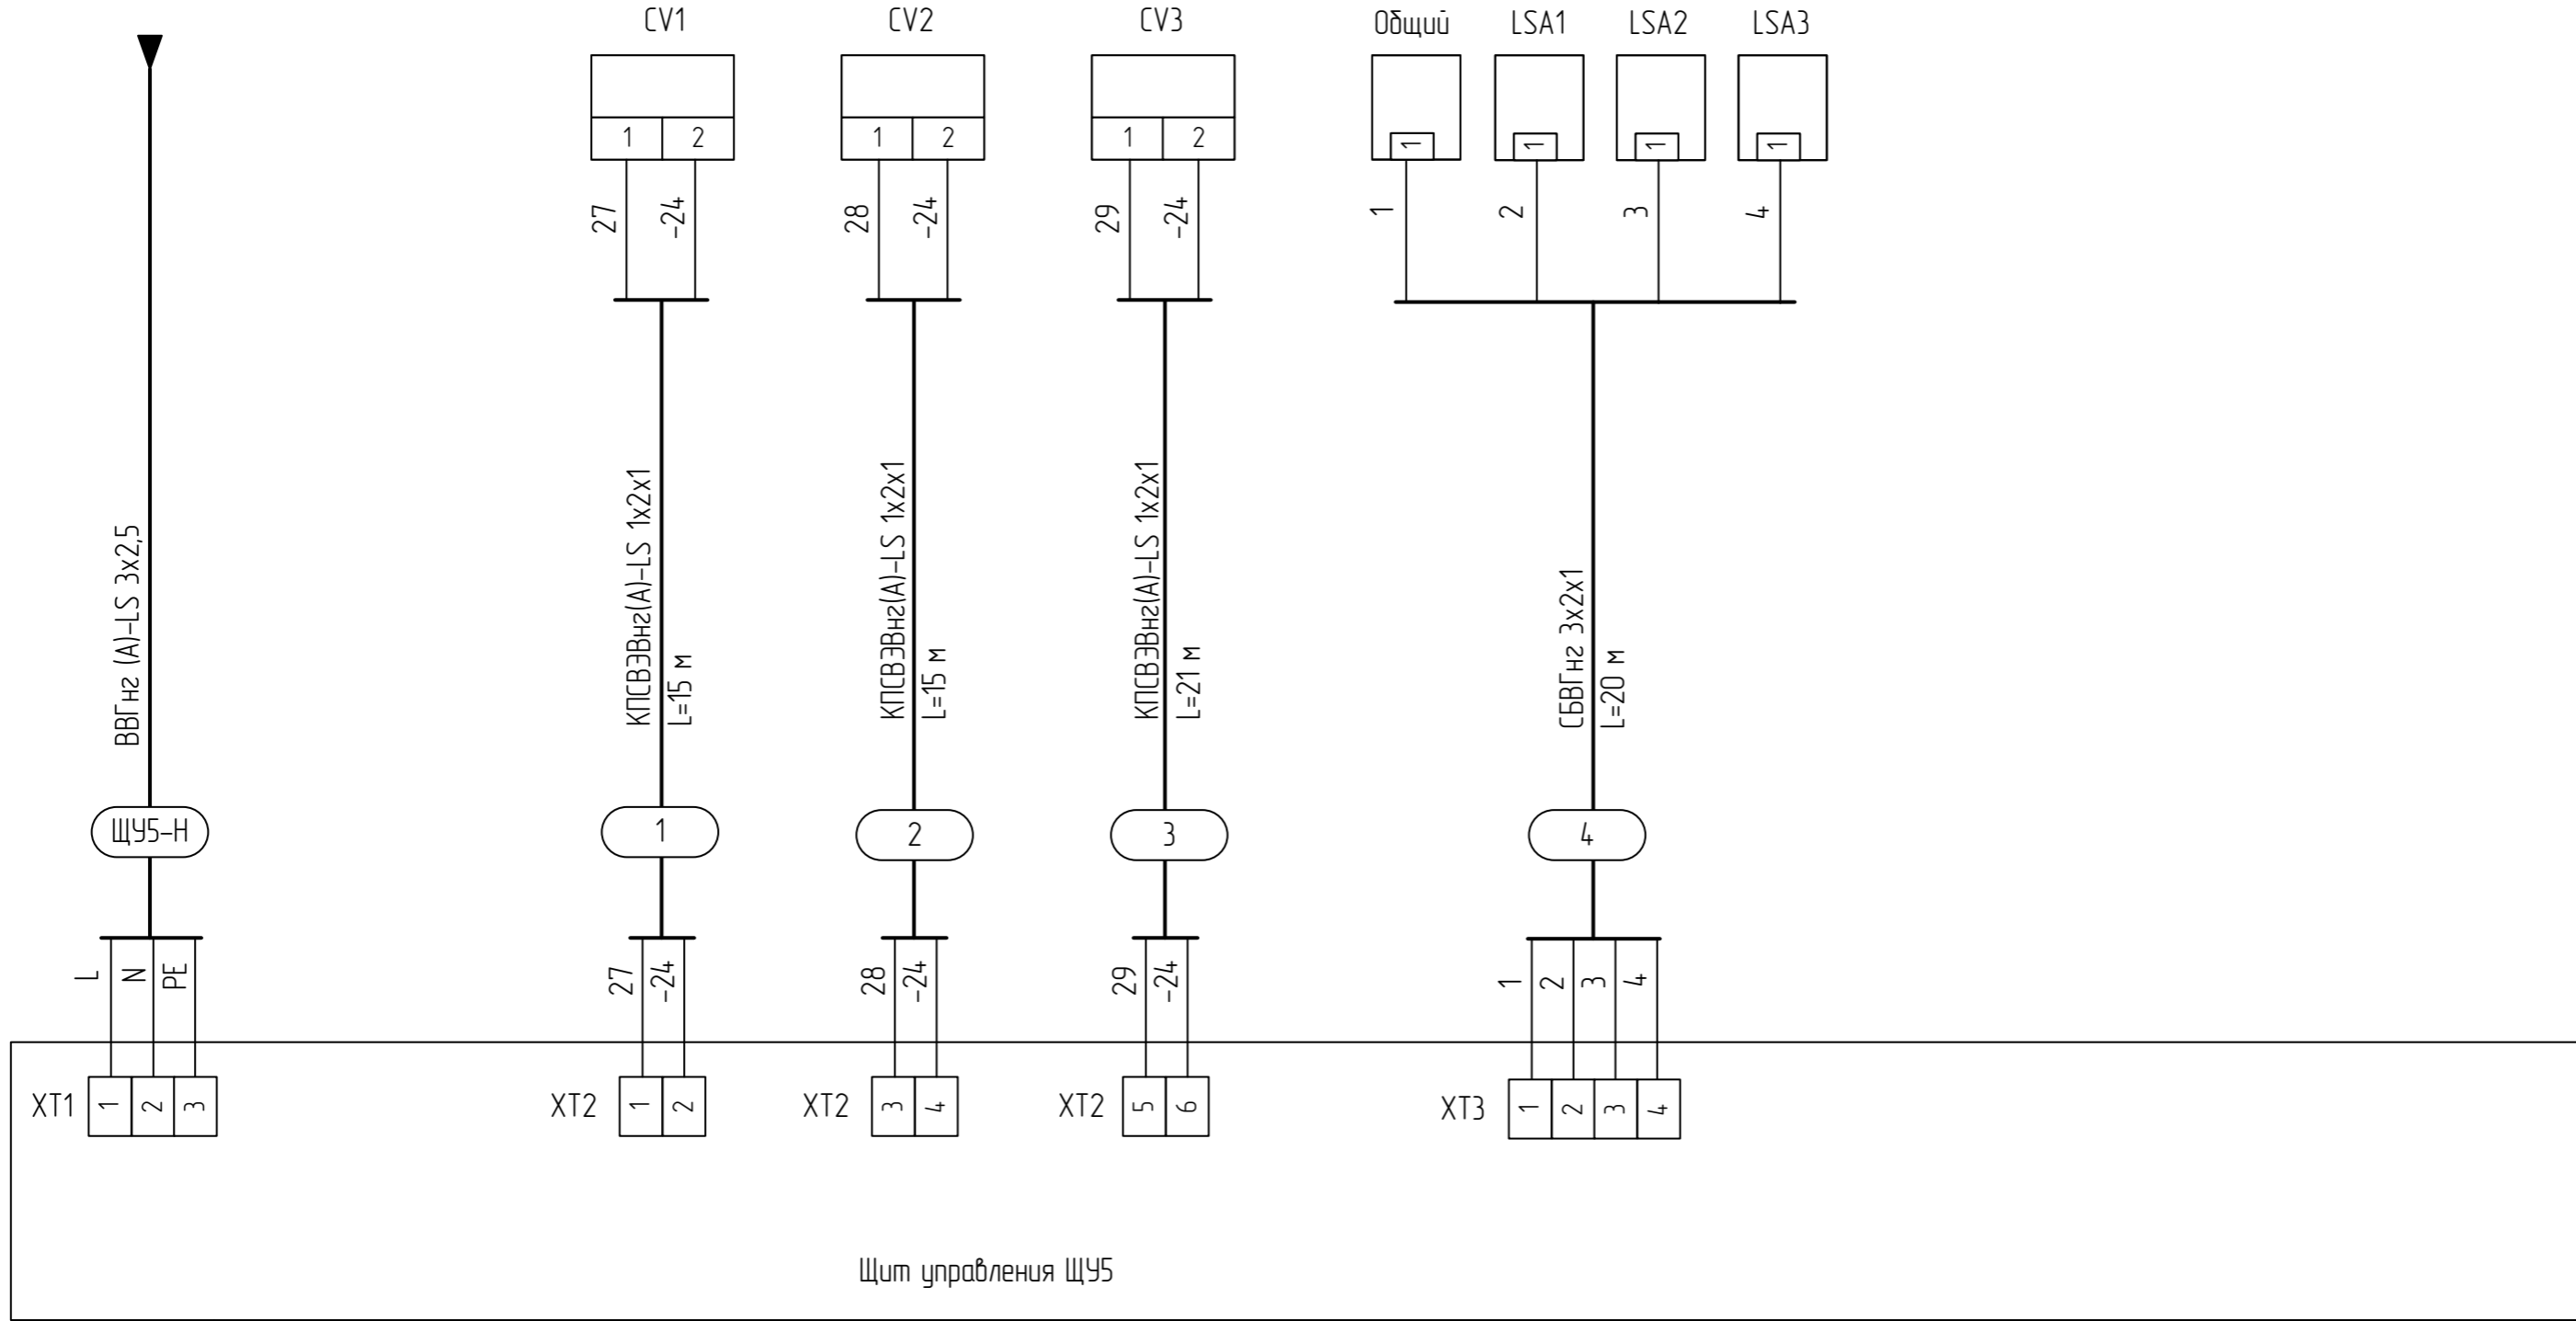 CV1
CV2
CV3
Общий
LSA1
LSA2
LSA3
1 2
1 2
1 2
1
1
1
1
27
-24
28
-24
29
-24
1
2
3
4
ВВГнг (А)-LS 3х2,5
КПСВЭВнг(А)-LS 1х2х1
L=15 м
КПСВЭВнг(А)-LS 1х2х1
L=15 м
КПСВЭВнг(А)-LS 1х2х1
L=21 м
СБВГнг 3х2х1
L=20 м
ЩУ5-Н
1
2
3
4
L
N
PE
27
-24
28
-24
29
-24
1
2
3
4
XT1 1 2 3
XT2 1 2
XT2 3 4
XT2 5 6
XT3 1 2 3 4
Щит управления ЩУ5